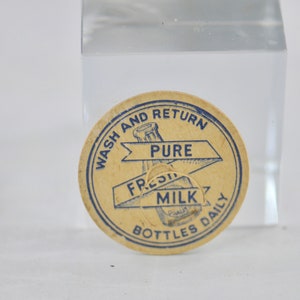 WASH AND RETURN
PURE
FRESH
MILK
BOTTLES DAILY